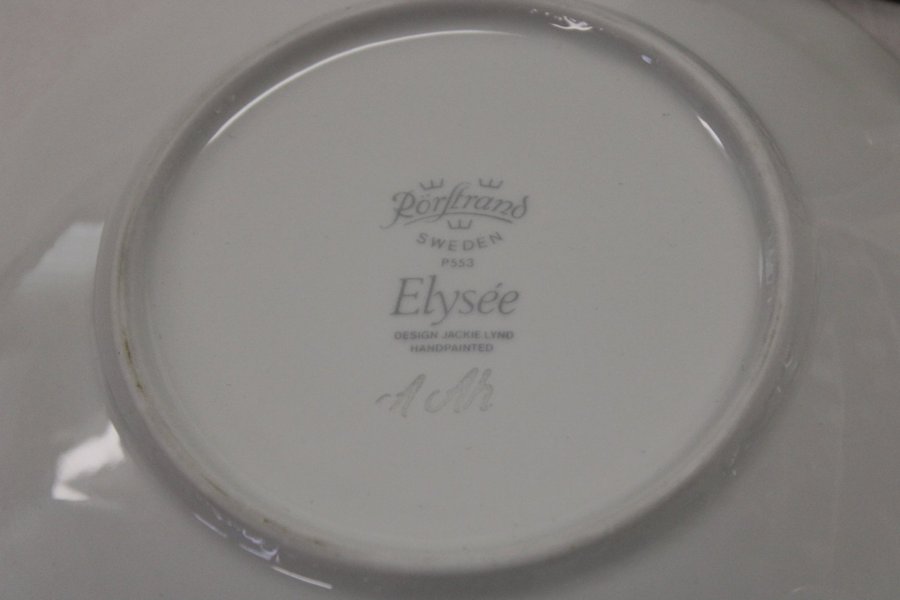 Rörstrand
SWEDEN
P553
Elysée
DESIGN JACKIE LYND
HANDPAINTED